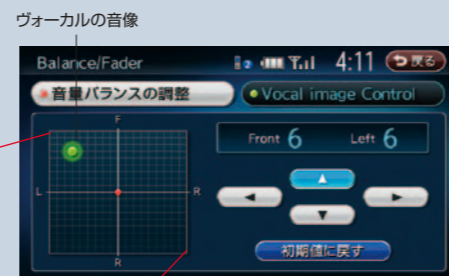 ヴォーカルの音像
Balance/Fader
4:11
戻る
音量バランスの調整
Vocal image Control
F
L
R
R
Front 6
Left 6
初期値に戻す